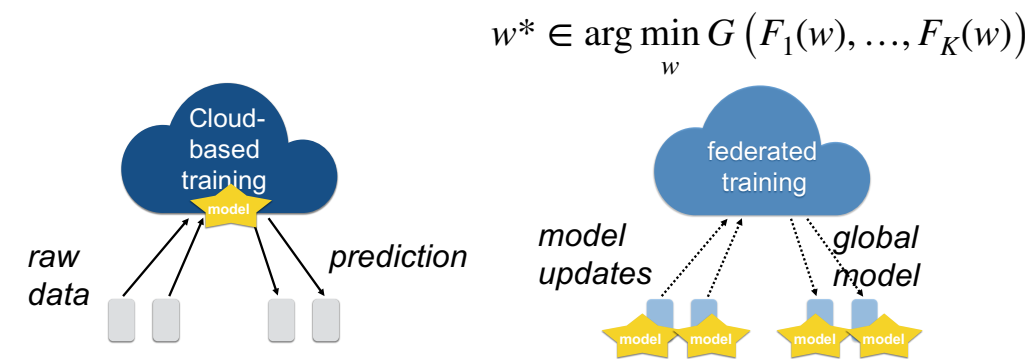 w* ∈ arg min G (F₁(w), …, F_K(w))
w
Cloud-
based
training
model
raw
data
prediction
federated
training
model
updates
global
model
model
model
model
model